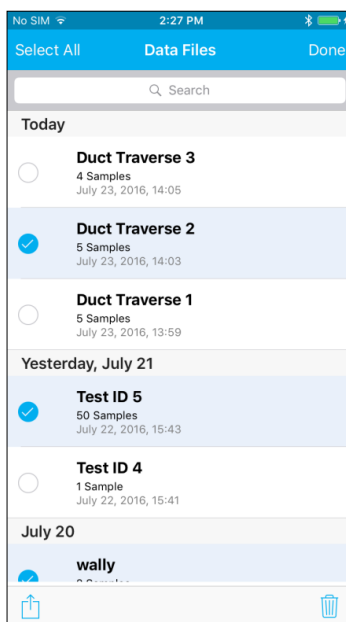 No SIM 2:27 PM
Select All Data Files Done
Search
Today
Duct Traverse 3
4 Samples
July 23, 2016, 14:05
Duct Traverse 2
5 Samples
July 23, 2016, 14:03
Duct Traverse 1
5 Samples
July 23, 2016, 13:59
Yesterday, July 21
Test ID 5
50 Samples
July 22, 2016, 15:43
Test ID 4
1 Sample
July 22, 2016, 15:41
July 20
wally